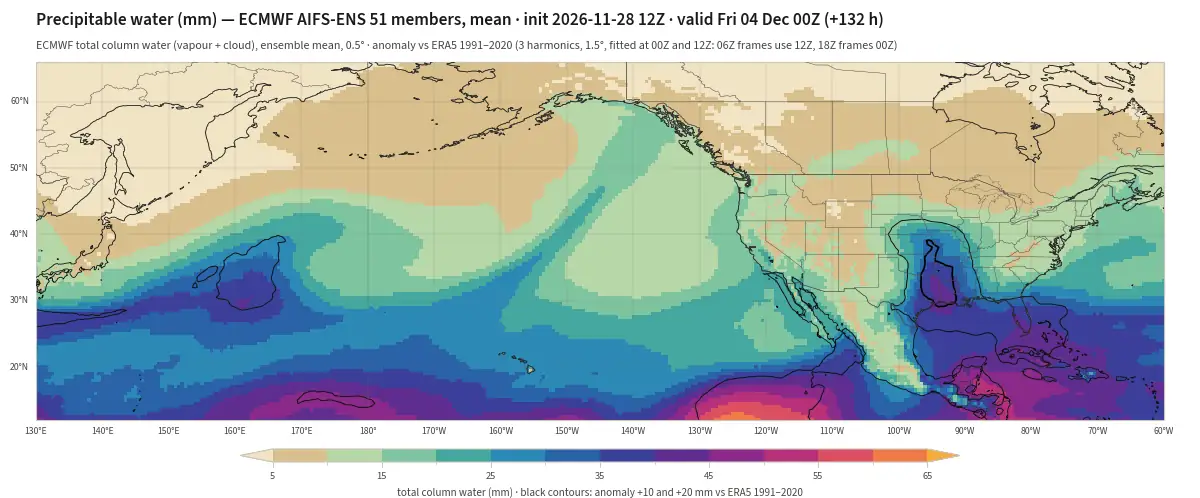 Precipitable water (mm) — ECMWF AIFS-ENS 51 members, mean · init 2026-11-28 12Z · valid Fri 04 Dec 00Z (+132 h)
ECMWF total column water (vapour + cloud), ensemble mean, 0.5° · anomaly vs ERA5 1991–2020 (3 harmonics, 1.5°, fitted at 00Z and 12Z: 06Z frames use 12Z, 18Z frames 00Z)
60°N
50°N
40°N
30°N
20°N
130°E 140°E 150°E 160°E 170°E 180° 170°W 160°W 150°W 140°W 130°W 120°W 110°W 100°W 90°W 80°W 70°W 60°W
5 15 25 35 45 55 65
total column water (mm) · black contours: anomaly +10 and +20 mm vs ERA5 1991–2020